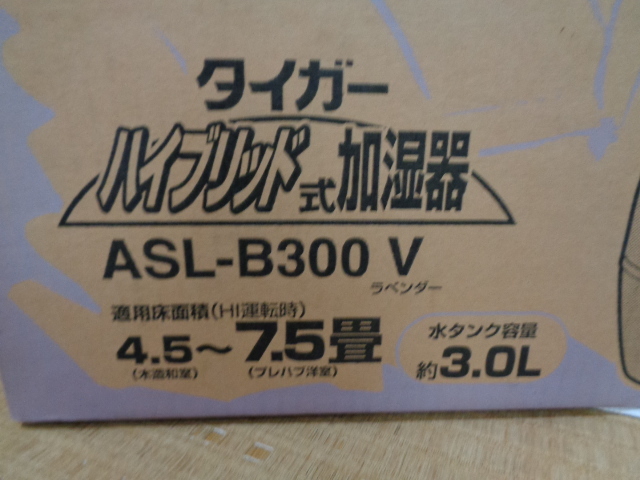 タイガー
ハイブリッド式加湿器
ASL-B300 V
ラベンダー
適用床面積(HI運転時)
4.5～7.5畳
(木造和室) (プレハブ洋室)
水タンク容量
約3.0L